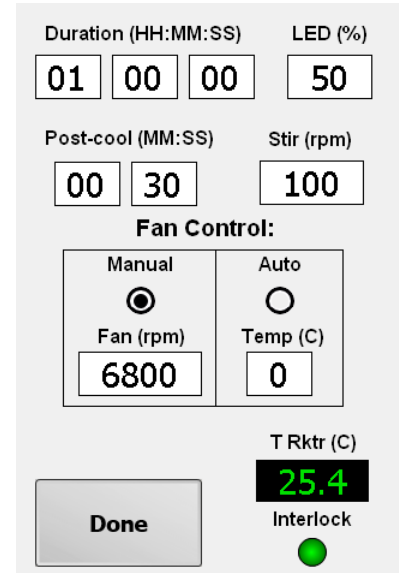 Duration (HH:MM:SS) LED (%)
01 00 00 50
Post-cool (MM:SS) Stir (rpm)
00 30 100
Fan Control:
Manual Auto
Fan (rpm) Temp (C)
6800 0
T Rktr (C)
25.4
Done Interlock